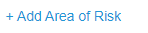 + Add Area of Risk